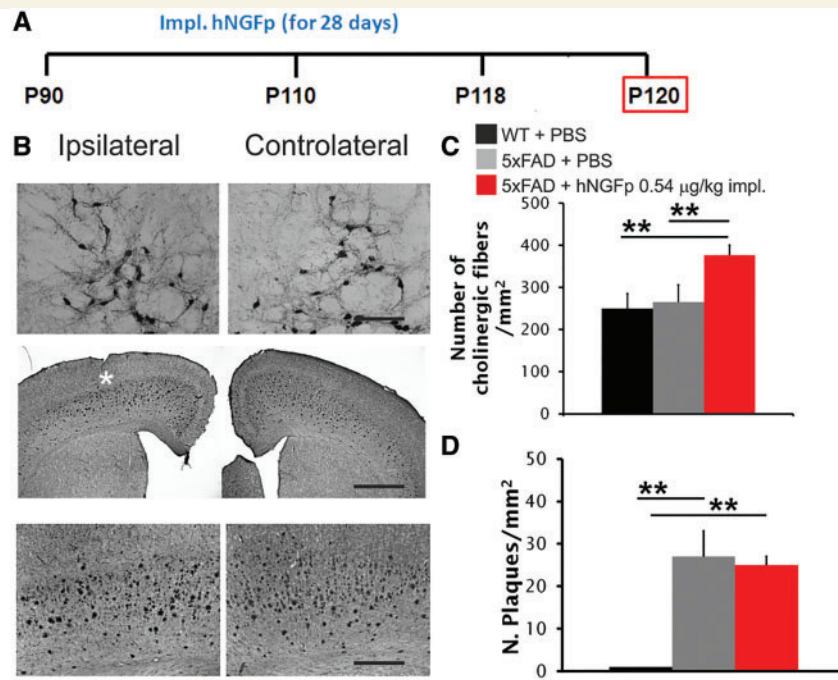 A
Impl. hNGFp (for 28 days)
P90
P110
P118
P120
B
Ipsilateral
Controlateral
*
C
WT + PBS
5xFAD + PBS
5xFAD + hNGFp 0.54 µg/kg impl.
Number of
cholinergic fibers
/mm²
500
400
300
200
100
0
**
**
D
N. Plaques/mm²
50
40
30
20
10
0
**
**